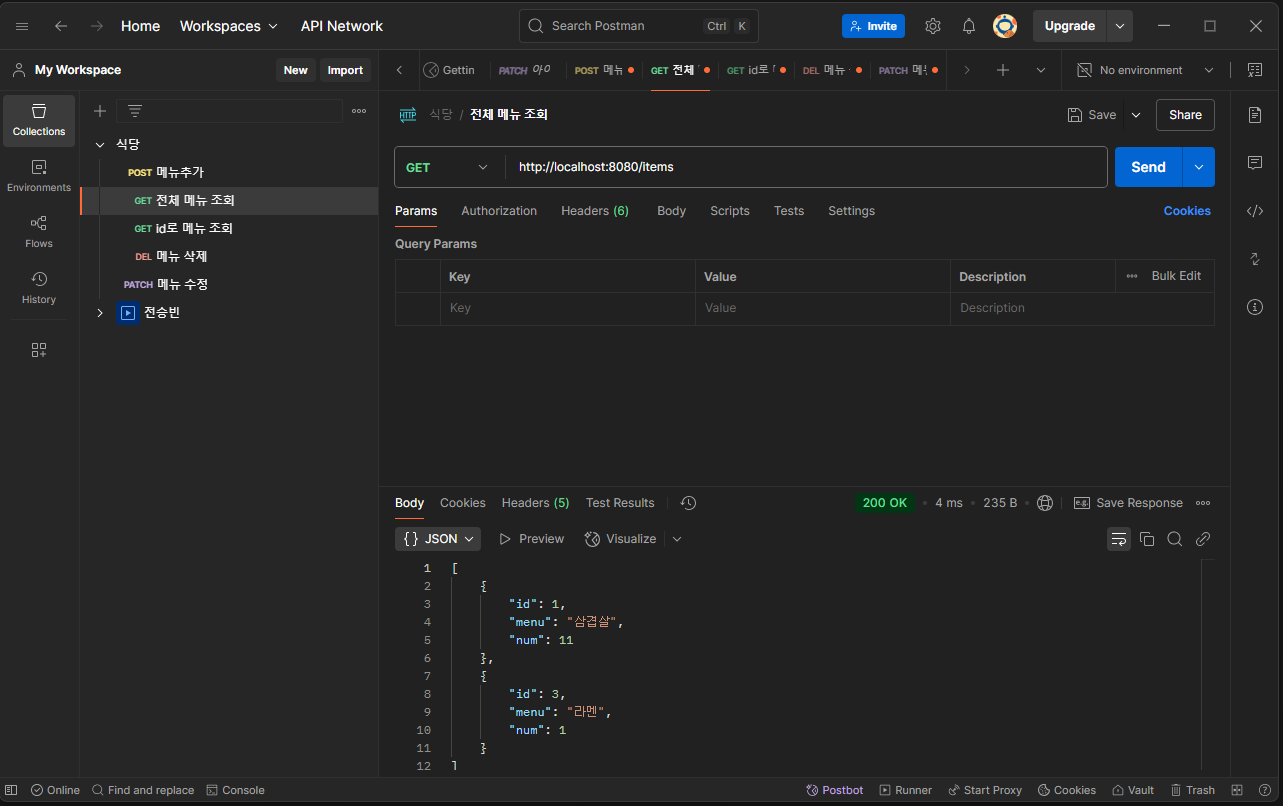 Home Workspaces API Network Search Postman Ctrl K Invite Upgrade
My Workspace New Import Gettin PATCH 아이 POST 메뉴 GET 전체 GET id로 DEL 메뉴 PATCH 메뉴 No environment
Collections
Environments
Flows
History
식당
POST 메뉴추가
GET 전체 메뉴 조회
GET id로 메뉴 조회
DEL 메뉴 삭제
PATCH 메뉴 수정
전승빈
HTTP 식당 / 전체 메뉴 조회 Save Share
GET http://localhost:8080/items Send
Params Authorization Headers (6) Body Scripts Tests Settings Cookies
Query Params
Key Value Description Bulk Edit
Key Value Description
Body Cookies Headers (5) Test Results 200 OK • 4 ms • 235 B • e.g. Save Response
{} JSON Preview Visualize
1 [
2 {
3 "id": 1,
4 "menu": "삼겹살",
5 "num": 11
6 },
7 {
8 "id": 3,
9 "menu": "라멘",
10 "num": 1
11 }
12 ]
Online Find and replace Console Postbot Runner Start Proxy Cookies Vault Trash